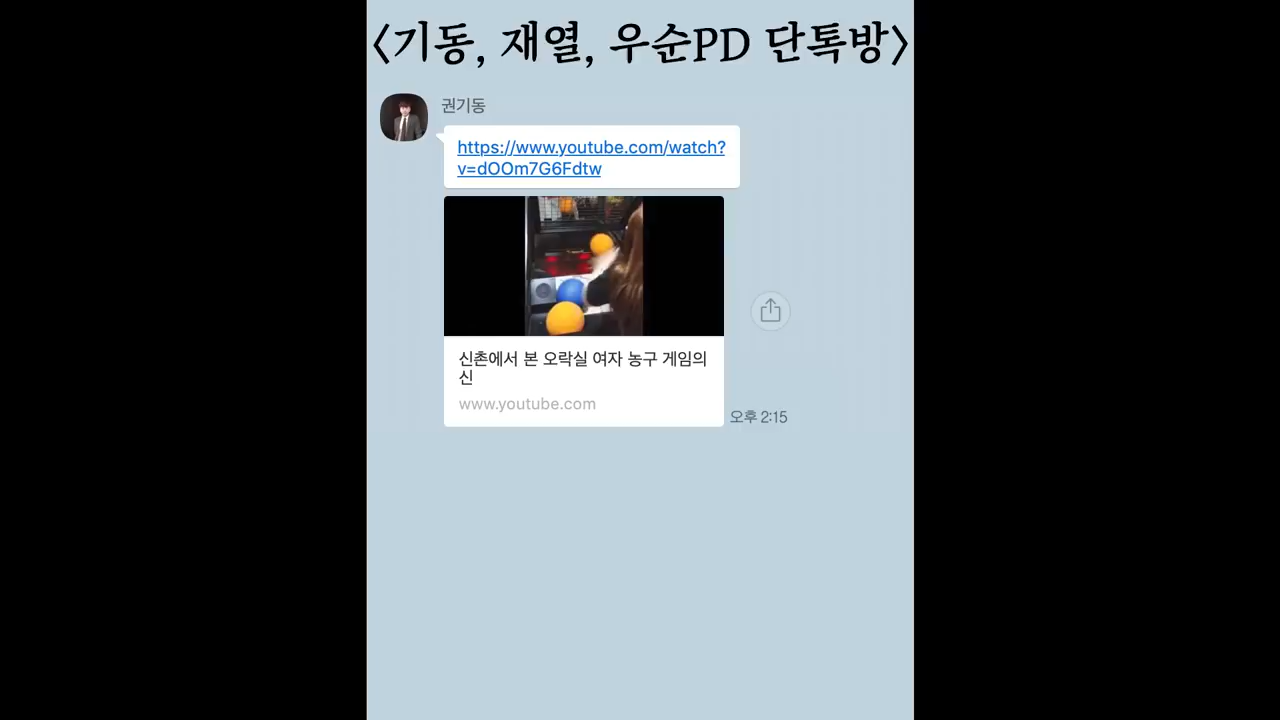 <기동, 재열, 우순PD 단톡방>
권기동
https://www.youtube.com/watch?
v=dOOm7G6Fdtw
신촌에서 본 오락실 여자 농구 게임의
신
www.youtube.com
오후 2:15